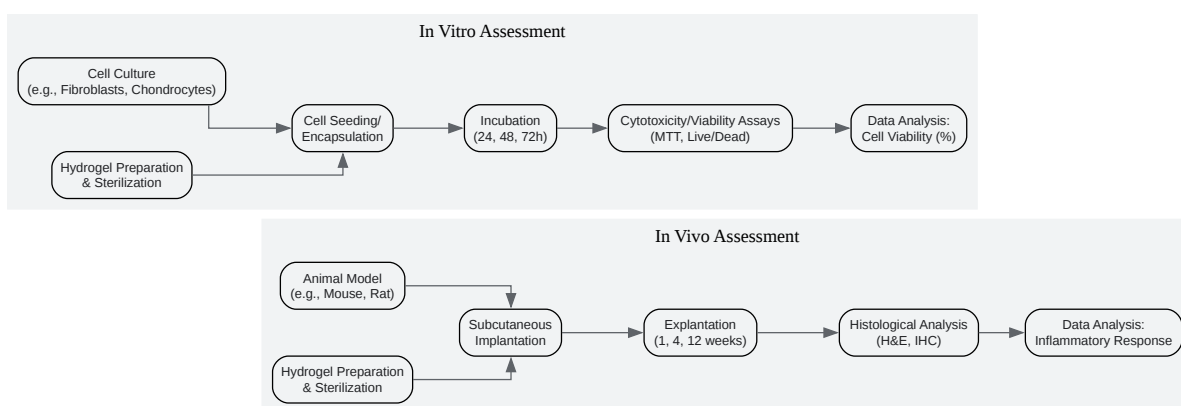 In Vitro Assessment
Cell Culture
(e.g., Fibroblasts, Chondrocytes)
Hydrogel Preparation
& Sterilization
Cell Seeding/
Encapsulation
Incubation
(24, 48, 72h)
Cytotoxicity/Viability Assays
(MTT, Live/Dead)
Data Analysis:
Cell Viability (%)
In Vivo Assessment
Animal Model
(e.g., Mouse, Rat)
Hydrogel Preparation
& Sterilization
Subcutaneous
Implantation
Explantation
(1, 4, 12 weeks)
Histological Analysis
(H&E, IHC)
Data Analysis:
Inflammatory Response